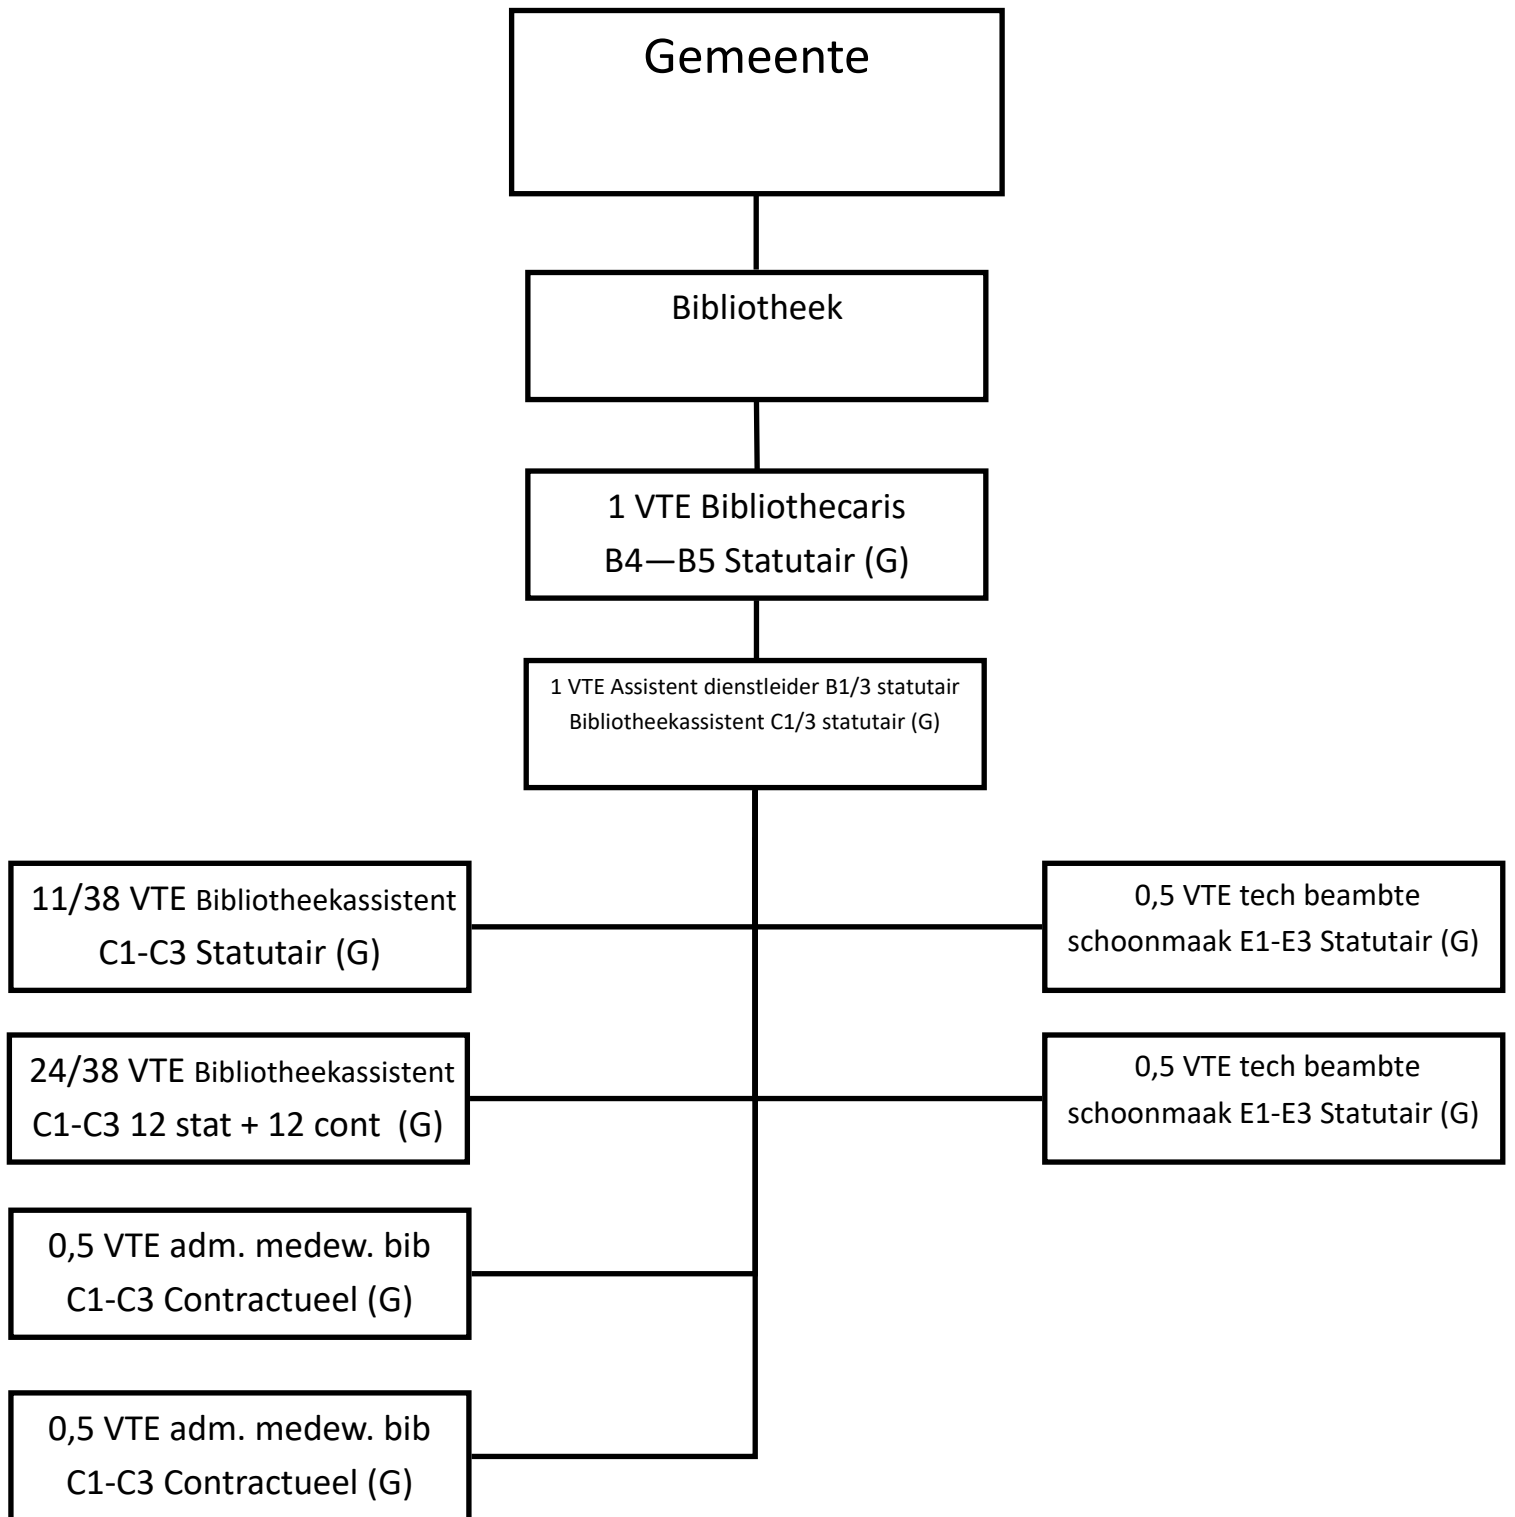 Gemeente
Bibliotheek
1 VTE Bibliothecaris
B4—B5 Statutair (G)
1 VTE Assistent dienstleider B1/3 statutair
Bibliotheekassistent C1/3 statutair (G)
11/38 VTE Bibliotheekassistent
C1-C3 Statutair (G)
0,5 VTE tech beambte
schoonmaak E1-E3 Statutair (G)
24/38 VTE Bibliotheekassistent
C1-C3 12 stat + 12 cont (G)
0,5 VTE tech beambte
schoonmaak E1-E3 Statutair (G)
0,5 VTE adm. medew. bib
C1-C3 Contractueel (G)
0,5 VTE adm. medew. bib
C1-C3 Contractueel (G)